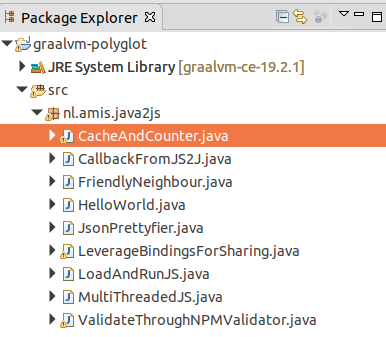 Package Explorer
graalvm-polyglot
JRE System Library [graalvm-ce-19.2.1]
src
nl.amis.java2js
CacheAndCounter.java
CallbackFromJS2J.java
FriendlyNeighbour.java
HelloWorld.java
JsonPrettyfier.java
LeverageBindingsForSharing.java
LoadAndRunJS.java
MultiThreadedJS.java
ValidateThroughNPMValidator.java